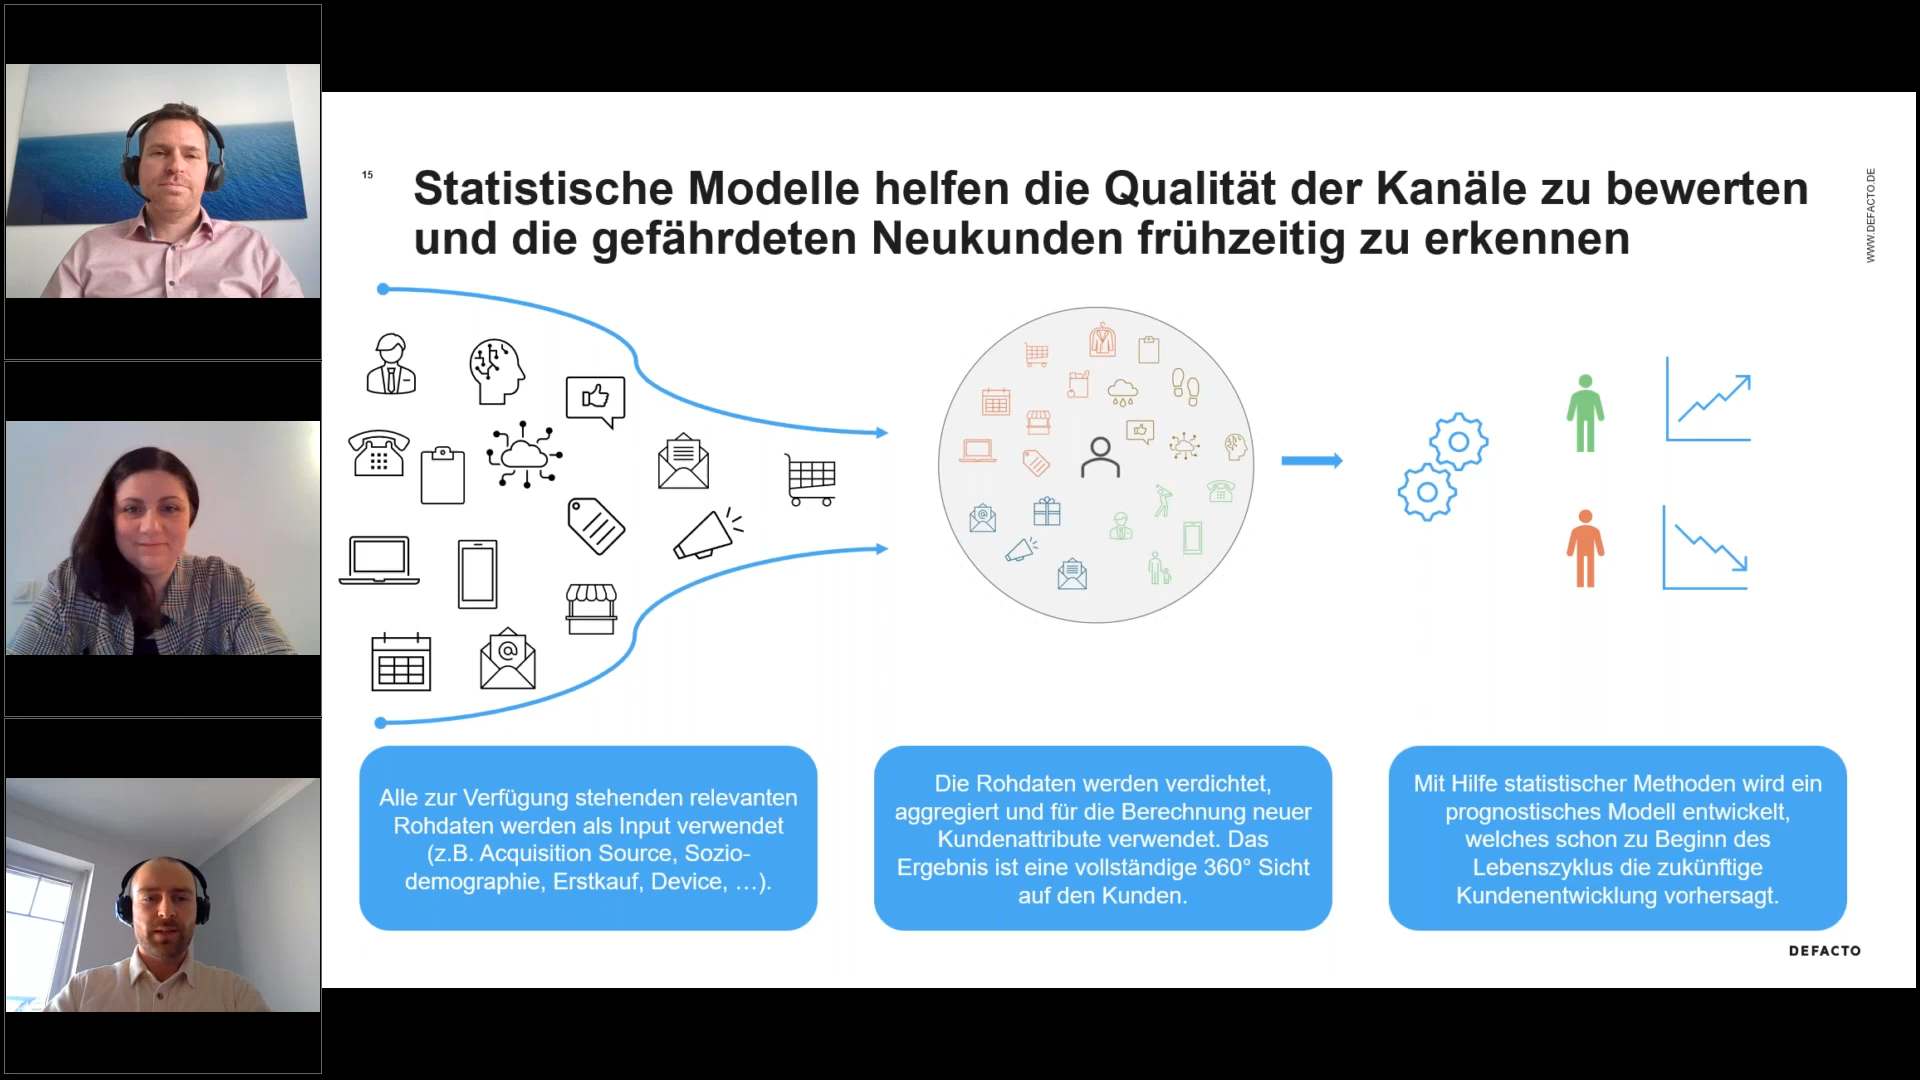 15
Statistische Modelle helfen die Qualität der Kanäle zu bewerten
und die gefährdeten Neukunden frühzeitig zu erkennen
WWW.DEFACTO.DE
@
@
Alle zur Verfügung stehenden relevanten
Rohdaten werden als Input verwendet
(z.B. Acquisition Source, Sozio-
demographie, Erstkauf, Device, …).
Die Rohdaten werden verdichtet,
aggregiert und für die Berechnung neuer
Kundenattribute verwendet. Das
Ergebnis ist eine vollständige 360° Sicht
auf den Kunden.
Mit Hilfe statistischer Methoden wird ein
prognostisches Modell entwickelt,
welches schon zu Beginn des
Lebenszyklus die zukünftige
Kundenentwicklung vorhersagt.
DEFACTO